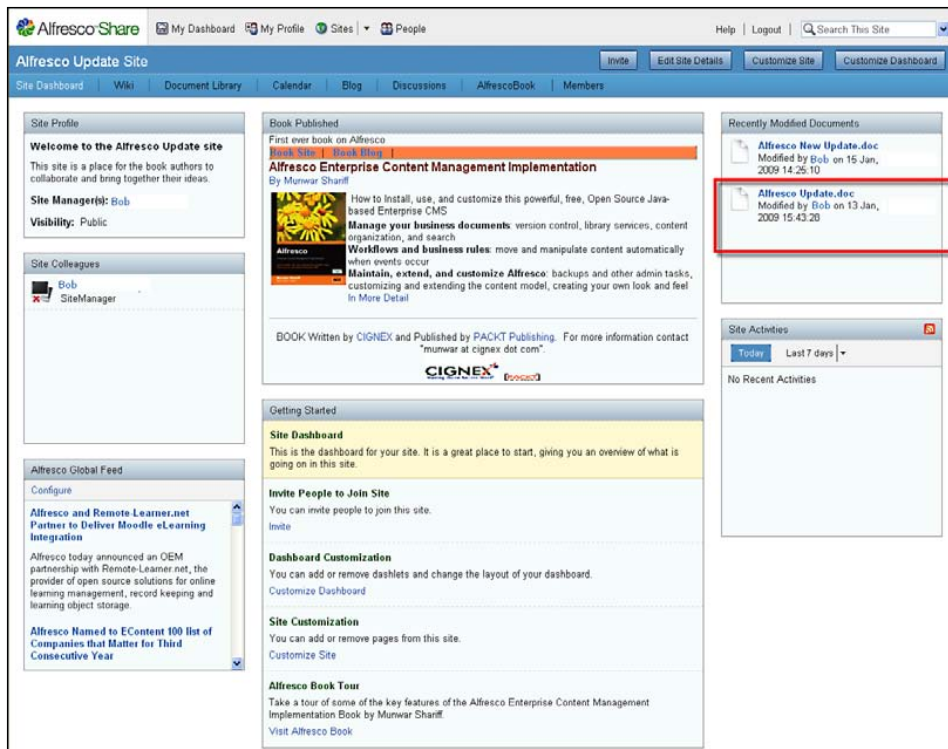 Alfresco Share My Dashboard My Profile Sites People Help | Logout | Search This Site
Alfresco Update Site Invite Edit Site Details Customize Site Customize Dashboard
Site Dashboard | Wiki | Document Library | Calendar | Blog | Discussions | AlfrescoBook | Members
Site Profile
Welcome to the Alfresco Update site
This site is a place for the book authors to
collaborate and bring together their ideas.
Site Manager(s): Bob
Visibility: Public
Site Colleagues
Bob
SiteManager
Alfresco Global Feed
Configure
Alfresco and Remote-Learner.net
Partner to Deliver Moodle eLearning
Integration
Alfresco today announced an OEM
partnership with Remote-Learner.net, the
provider of open source solutions for online
learning management, record keeping and
learning object storage.
Alfresco Named to EContent 100 list of
Companies that Matter for Third
Consecutive Year
Book Published
First ever book on Alfresco
Book Site | Book Blog |
Alfresco Enterprise Content Management Implementation
By Munwar Shariff
Alfresco
How to Install, use, and customize this powerful, free, Open Source Java-
based Enterprise CMS
Manage your business documents: version control, library services, content
organization, and search
Workflows and business rules: move and manipulate content automatically
when events occur
Maintain, extend, and customize Alfresco: backups and other admin tasks,
customizing and extending the content model, creating your own look and feel
In More Detail
BOOK Written by CIGNEX and Published by PACKT Publishing. For more information contact
"munwar at cignex dot com".
CIGNEX [PACKT]
Getting Started
Site Dashboard
This is the dashboard for your site. It is a great place to start, giving you an overview of what is
going on in this site.
Invite People to Join Site
You can invite people to join this site.
Invite
Dashboard Customization
You can add or remove dashlets and change the layout of your dashboard.
Customize Dashboard
Site Customization
You can add or remove pages from this site.
Customize Site
Alfresco Book Tour
Take a tour of some of the key features of the Alfresco Enterprise Content Management
Implementation Book by Munwar Shariff.
Visit Alfresco Book
Recently Modified Documents
Alfresco New Update.doc
Modified by Bob on 15 Jan,
2009 14:25:10
Alfresco Update.doc
Modified by Bob on 13 Jan,
2009 15:43:28
Site Activities
Today Last 7 days
No Recent Activities